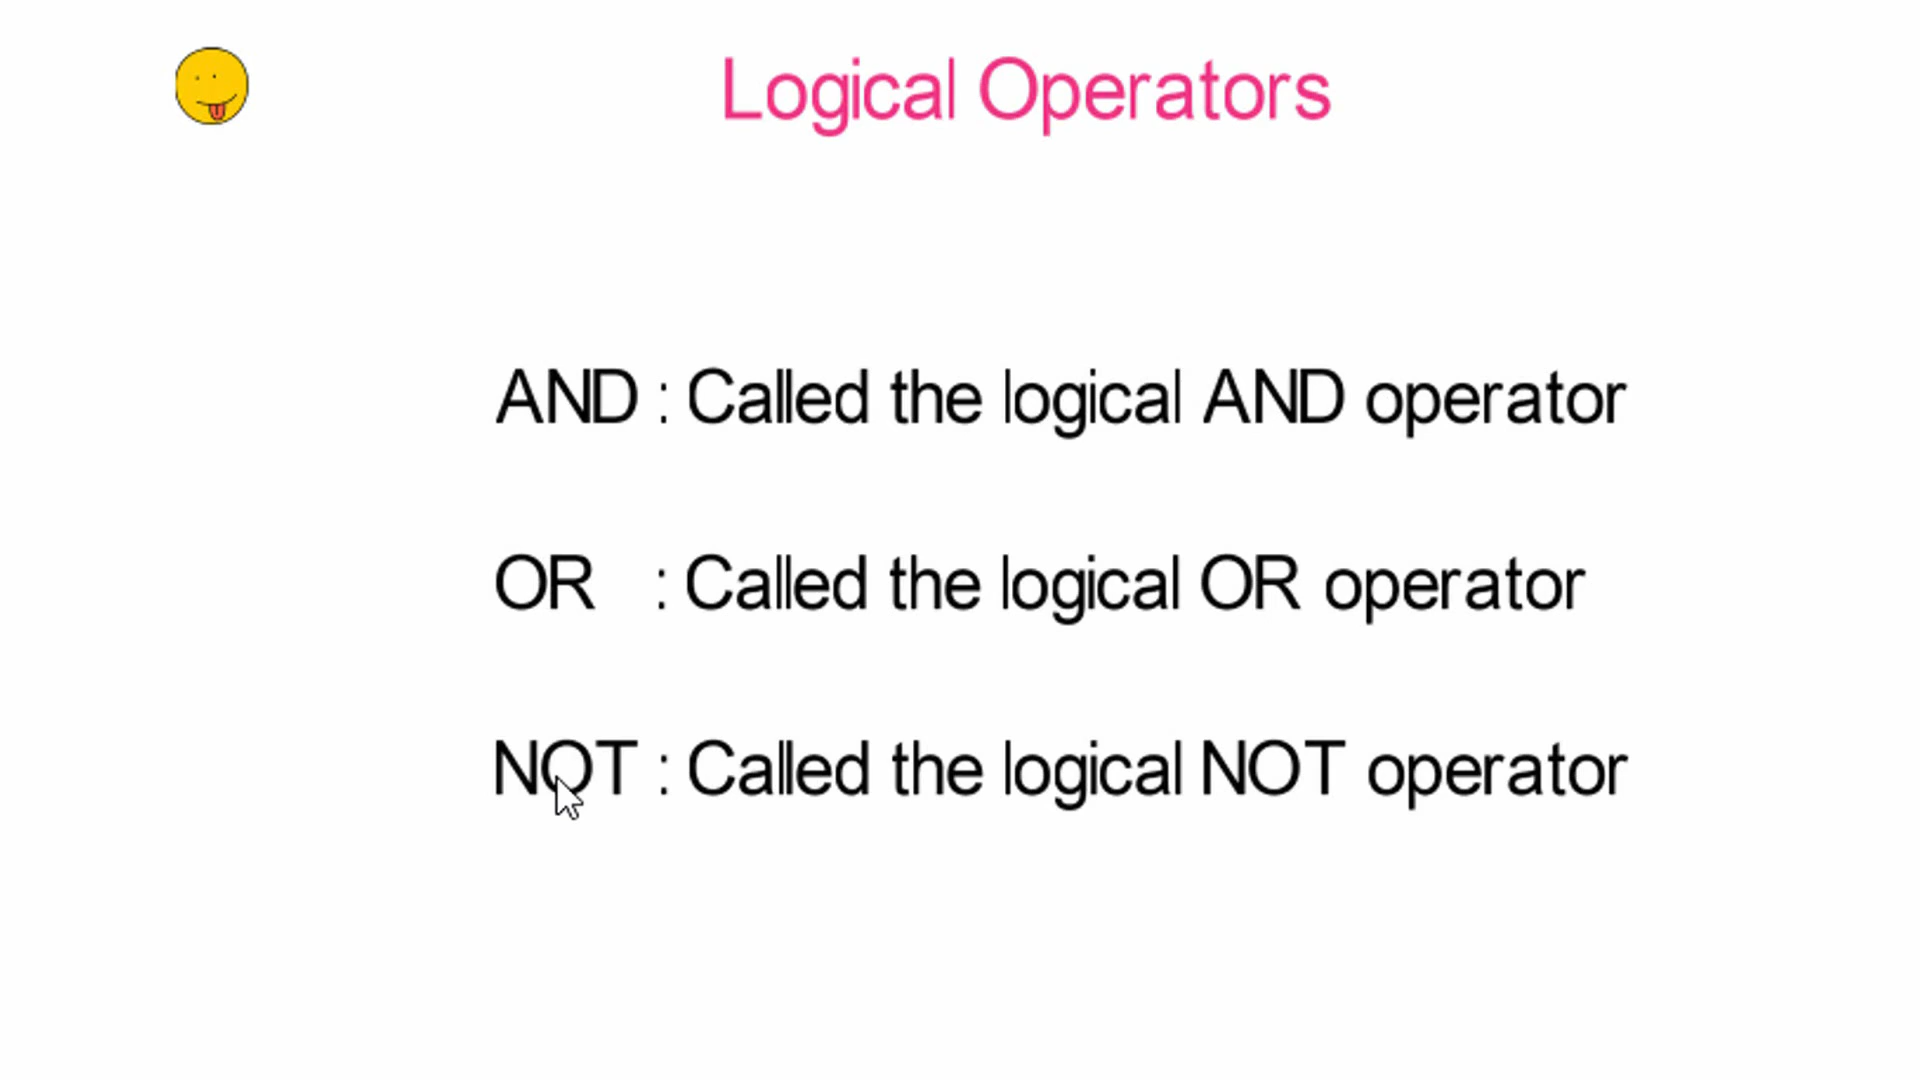 Logical Operators
AND : Called the logical AND operator
OR : Called the logical OR operator
NOT : Called the logical NOT operator